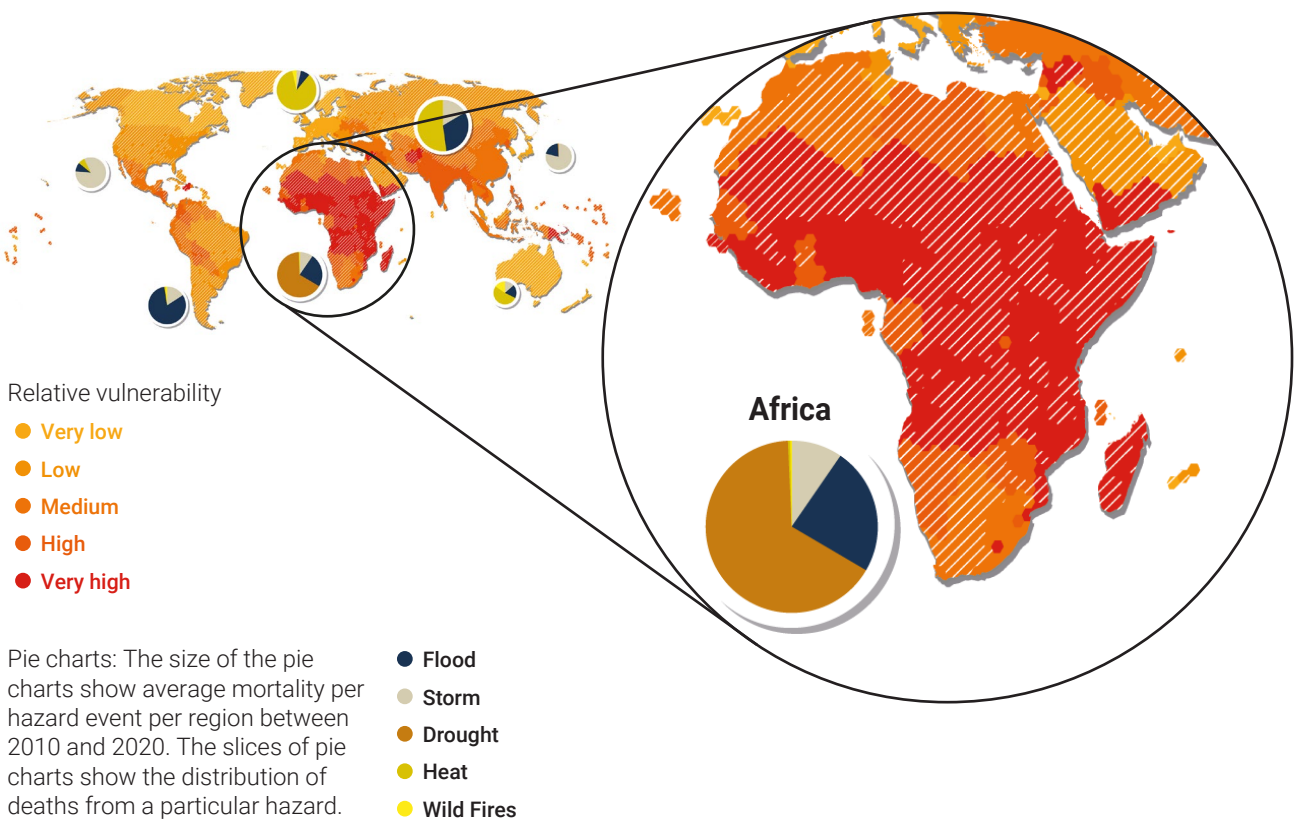 Africa
Relative vulnerability
Very low
Low
Medium
High
Very high
Pie charts: The size of the pie
charts show average mortality per
hazard event per region between
2010 and 2020. The slices of pie
charts show the distribution of
deaths from a particular hazard.
Flood
Storm
Drought
Heat
Wild Fires